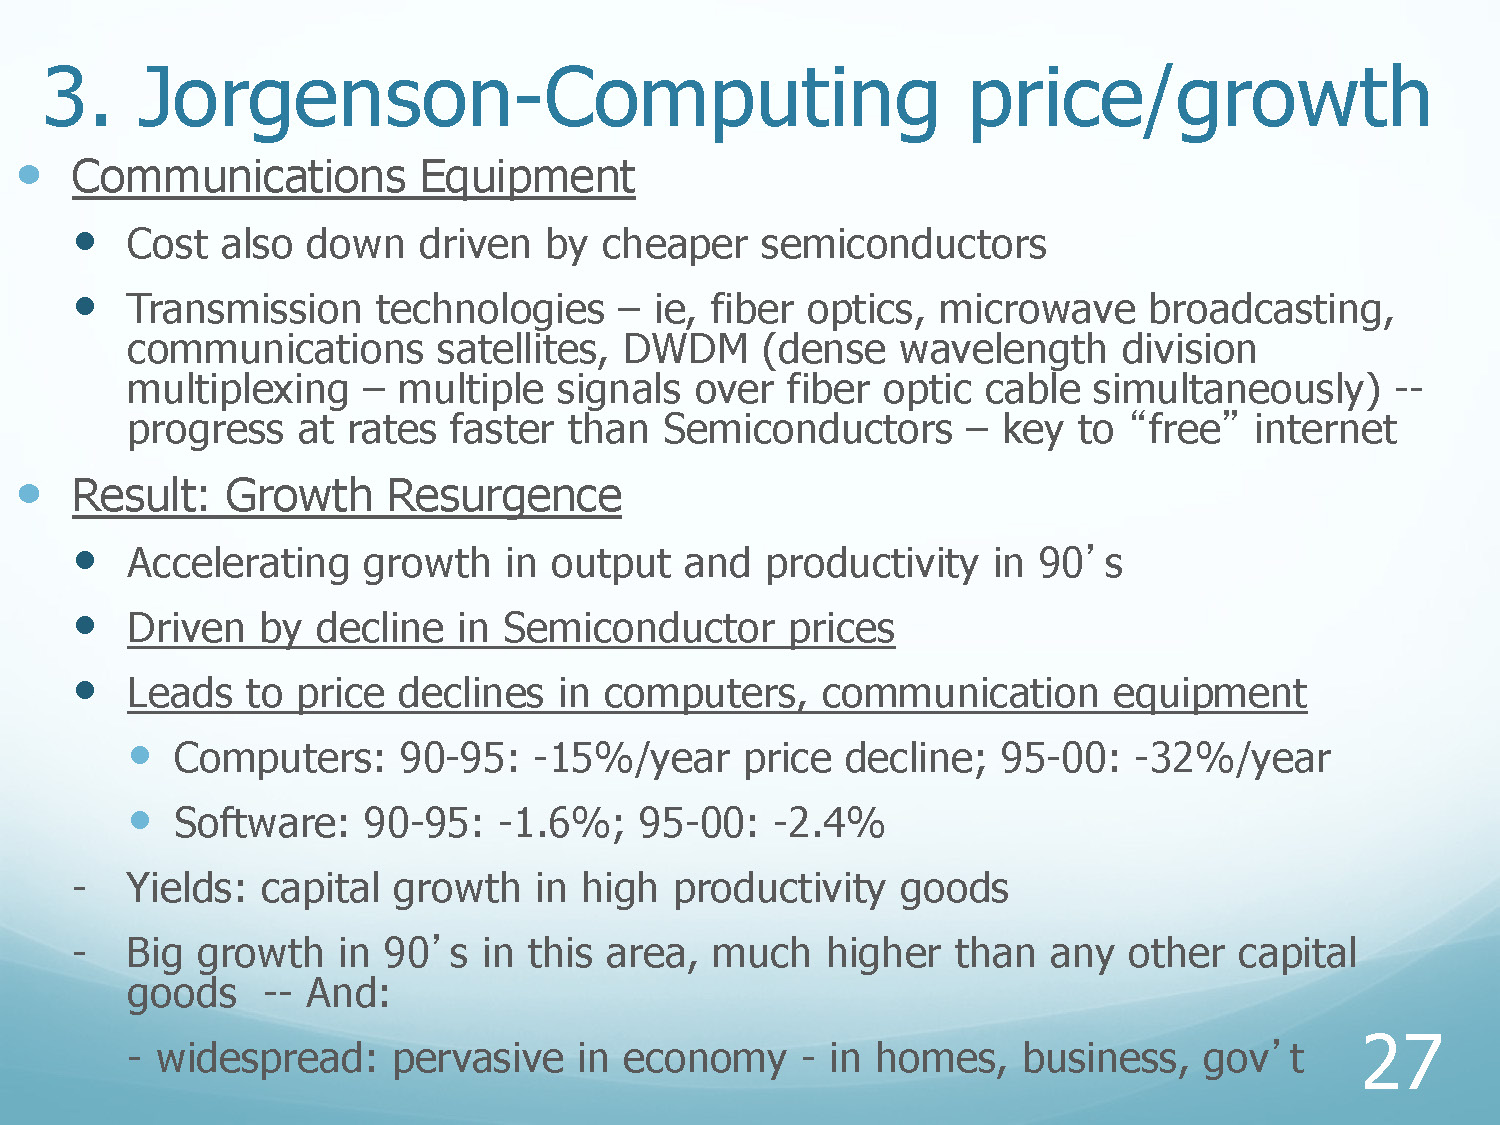 3. Jorgenson-Computing price/growth
• Communications Equipment
• Cost also down driven by cheaper semiconductors
• Transmission technologies – ie, fiber optics, microwave broadcasting,
communications satellites, DWDM (dense wavelength division
multiplexing – multiple signals over fiber optic cable simultaneously) --
progress at rates faster than Semiconductors – key to “free” internet
• Result: Growth Resurgence
• Accelerating growth in output and productivity in 90’s
• Driven by decline in Semiconductor prices
• Leads to price declines in computers, communication equipment
• Computers: 90-95: -15%/year price decline; 95-00: -32%/year
• Software: 90-95: -1.6%; 95-00: -2.4%
- Yields: capital growth in high productivity goods
- Big growth in 90’s in this area, much higher than any other capital
goods -- And:
- widespread: pervasive in economy - in homes, business, gov’t
27